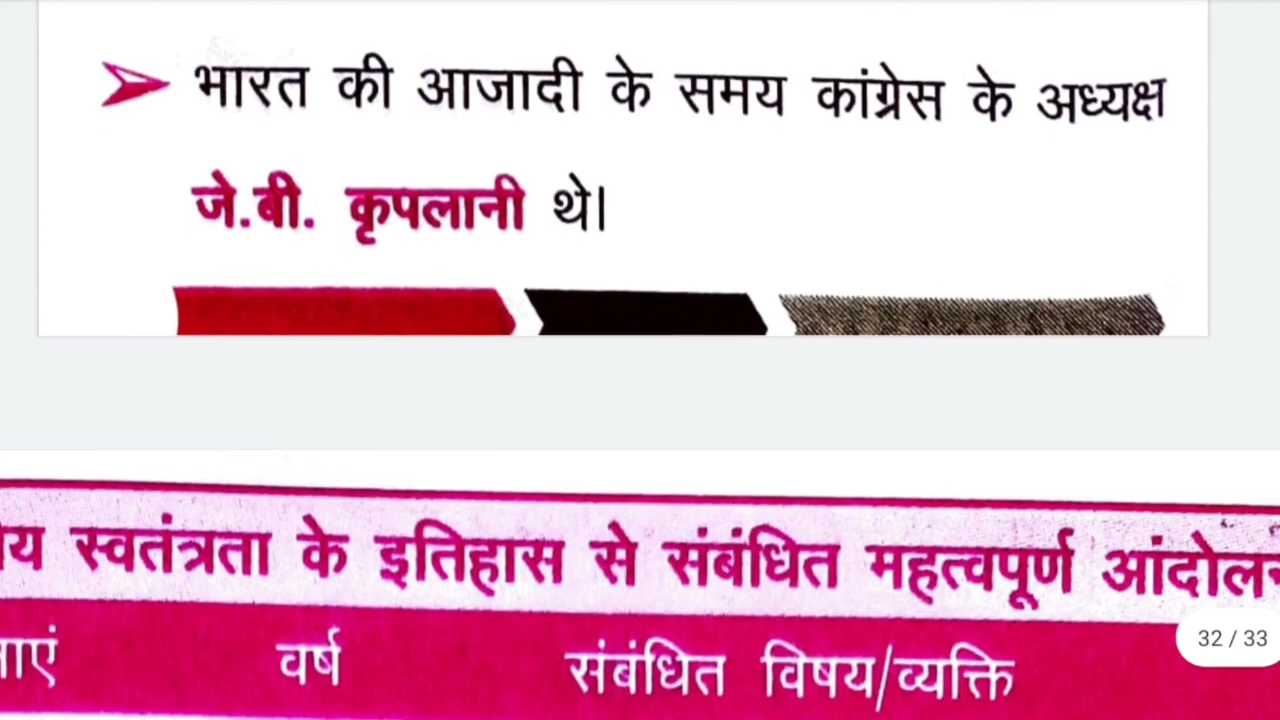 भारत की आजादी के समय कांग्रेस के अध्यक्ष
जे.बी. कृपलानी थे।
स्वतंत्रता के इतिहास से संबंधित महत्वपूर्ण
वर्ष संबंधित विषय/व्यक्ति
32 / 33